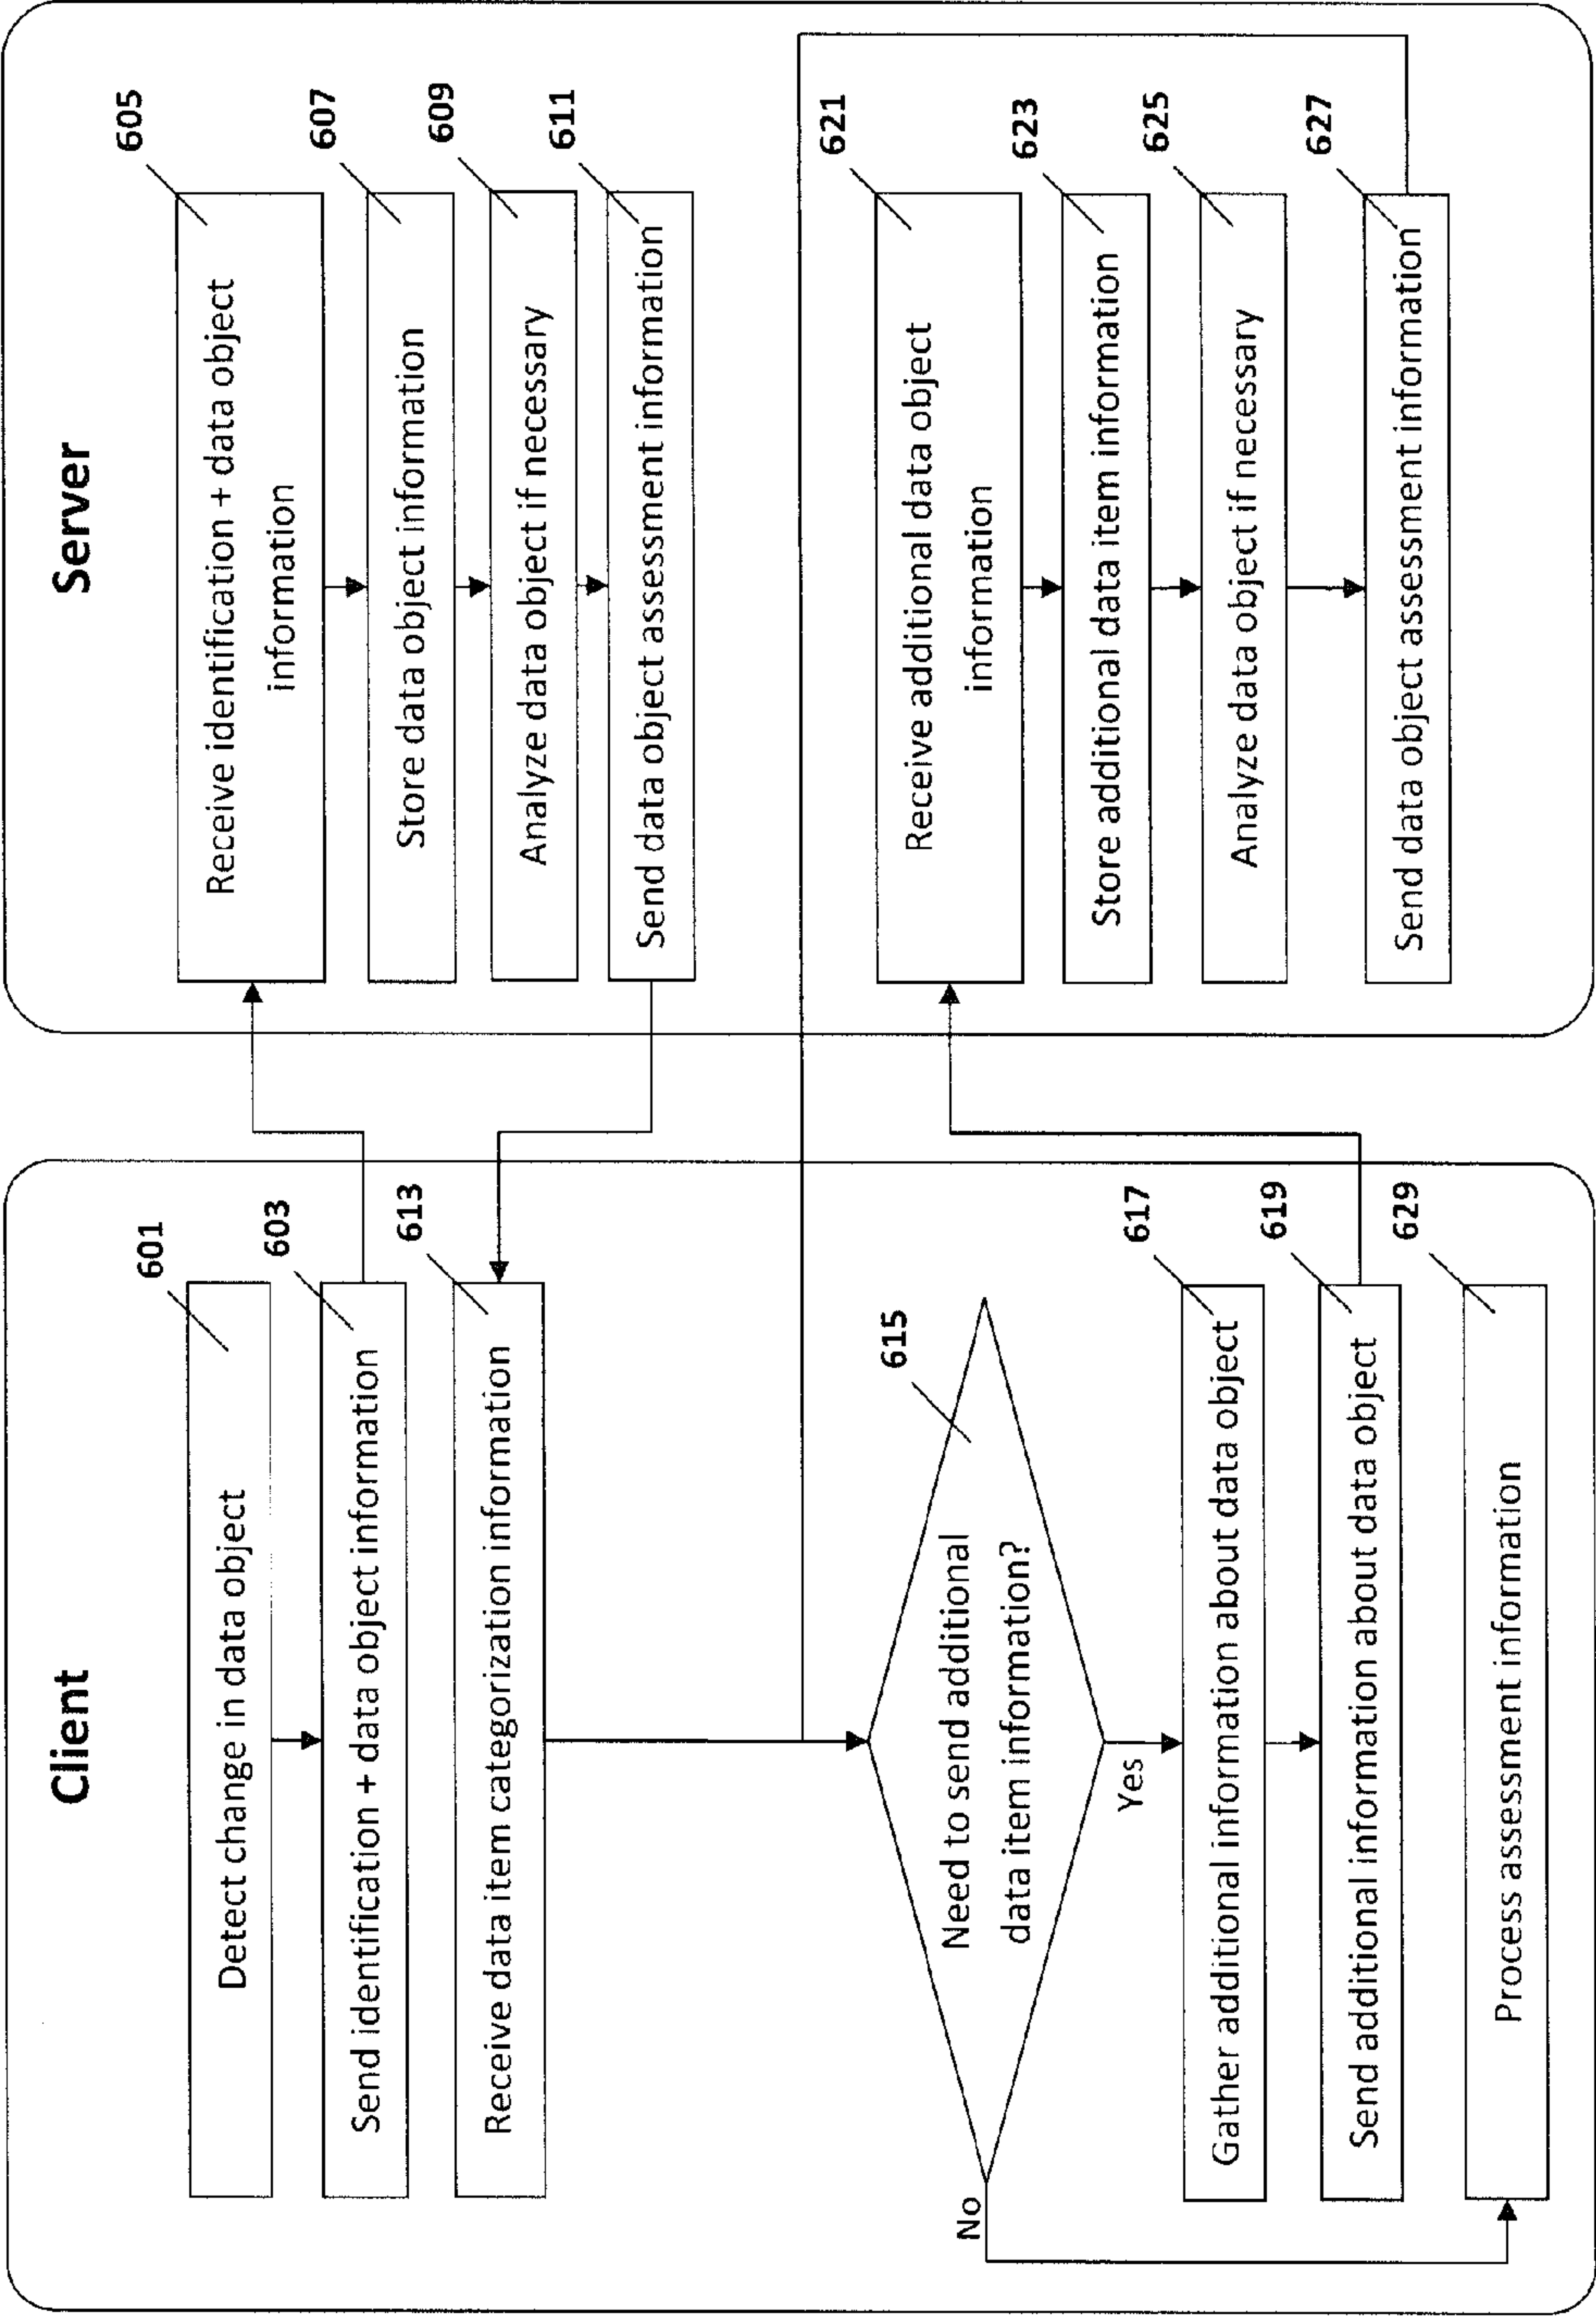 Client
601
Detect change in data object
603
Send identification + data object information
613
Receive data item categorization information
615
Need to send additional
data item information?
No
Yes
617
Gather additional information about data object
619
Send additional information about data object
629
Process assessment information
Server
605
Receive identification + data object
information
607
Store data object information
609
Analyze data object if necessary
611
Send data object assessment information
621
Receive additional data object
information
623
Store additional data item information
625
Analyze data object if necessary
627
Send data object assessment information